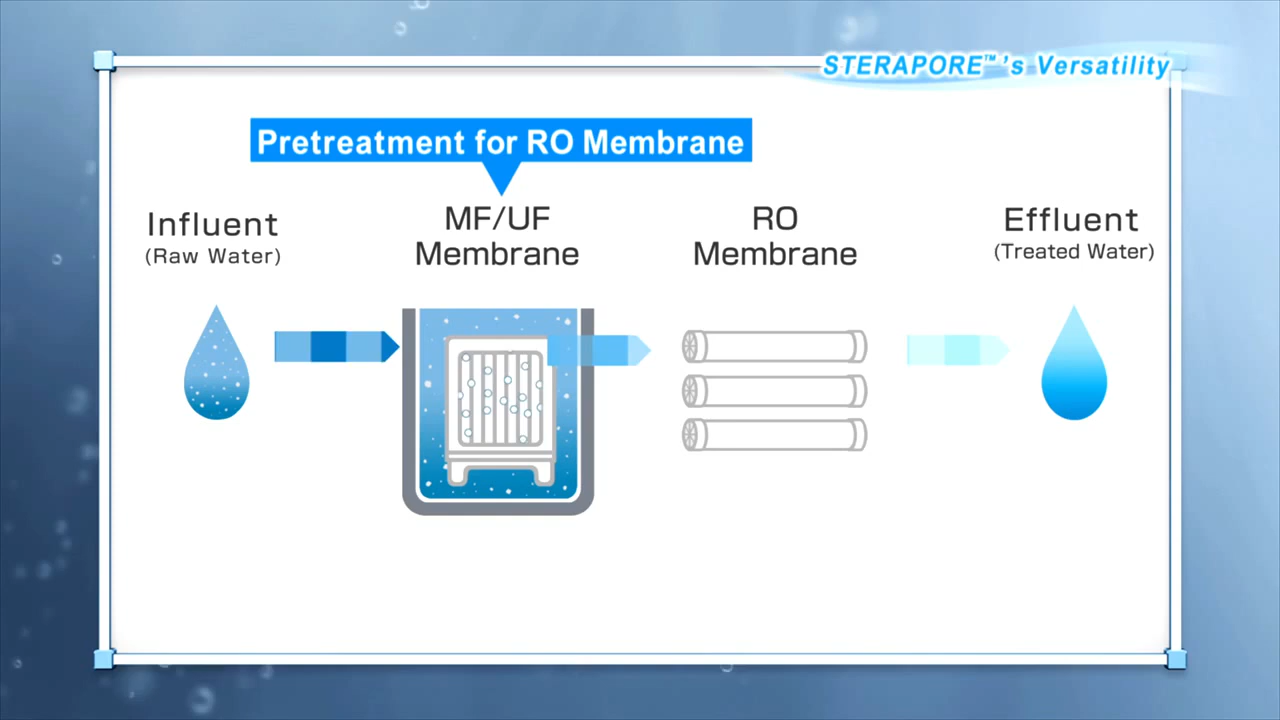 STERAPORE™'s Versatility
Pretreatment for RO Membrane
Influent
(Raw Water)
MF/UF
Membrane
RO
Membrane
Effluent
(Treated Water)